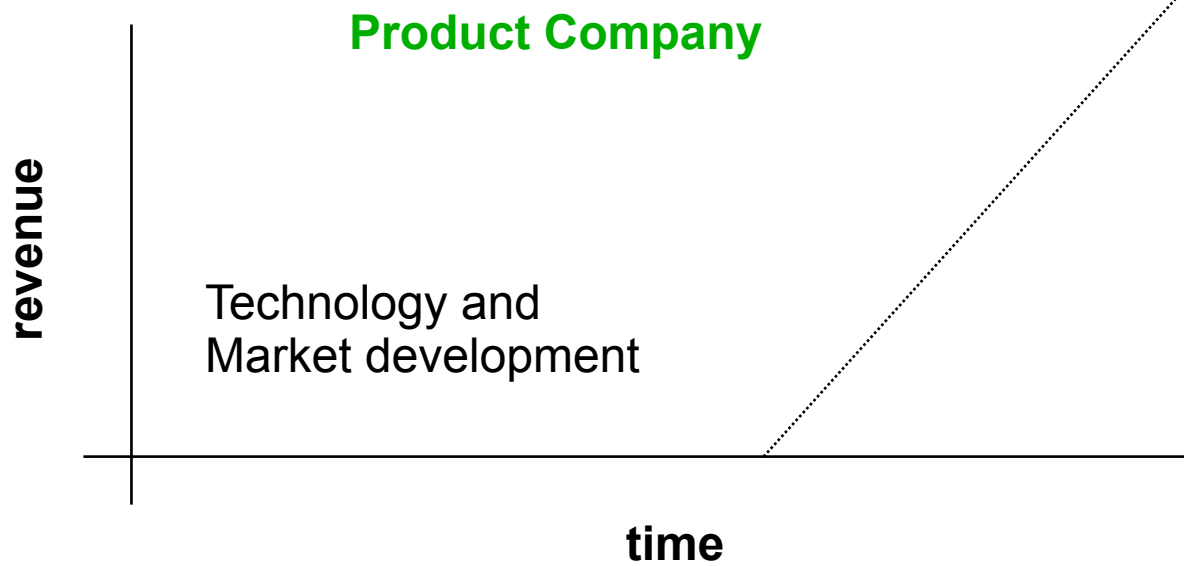 Product Company
revenue
Technology and
Market development
time